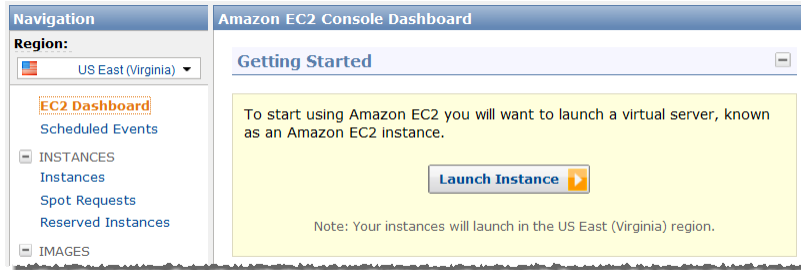 Navigation
Region:
US East (Virginia)
EC2 Dashboard
Scheduled Events
INSTANCES
Instances
Spot Requests
Reserved Instances
IMAGES
Amazon EC2 Console Dashboard
Getting Started
To start using Amazon EC2 you will want to launch a virtual server, known
as an Amazon EC2 instance.
Launch Instance
Note: Your instances will launch in the US East (Virginia) region.